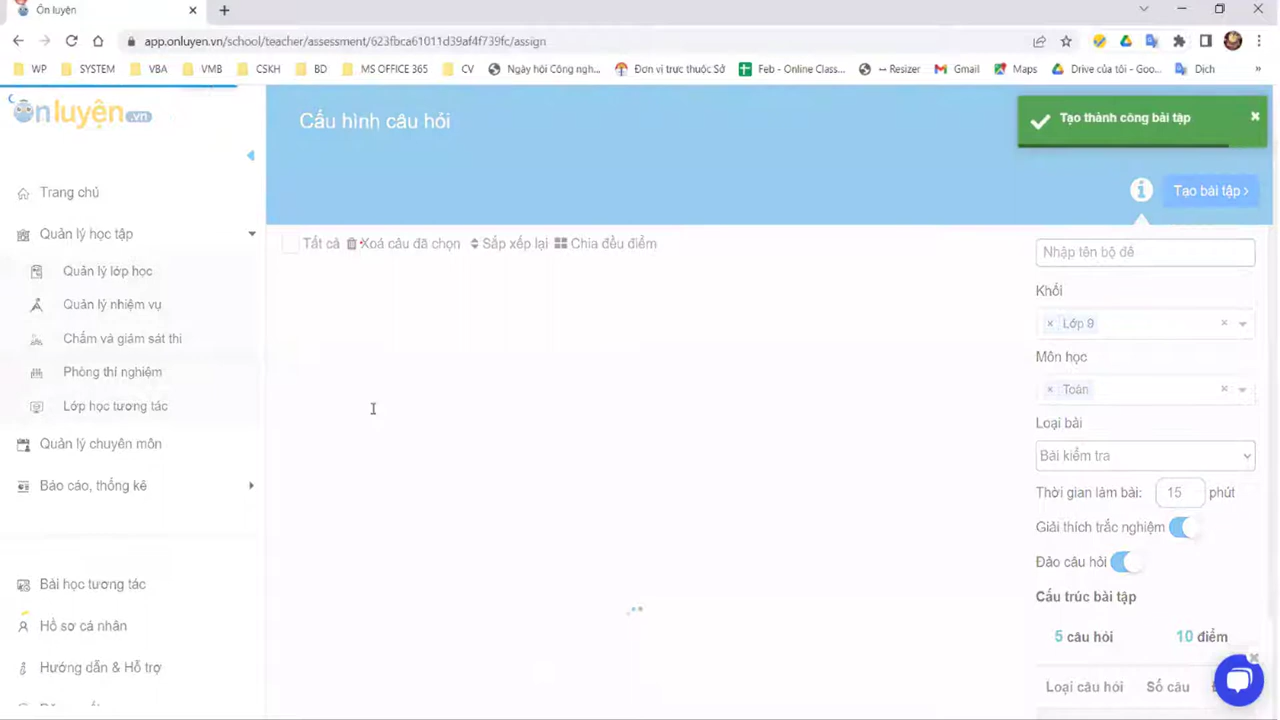 Ôn luyện
app.onluyen.vn/school/teacher/assessment/623fbca61011d39af4f739fc/assign
WP SYSTEM VBA VMB CSKH BD MS OFFICE 365 CV Ngày hội Công nghệ... Đơn vị trực thuộc Sở Feb - Online Class... -- Resizer Gmail Maps Drive của tôi - Goo... Dịch »
Ôn luyện .vn
Cấu hình câu hỏi
Tạo thành công bài tập
Tạo bài tập
Trang chủ
Quản lý học tập
Quản lý lớp học
Quản lý nhiệm vụ
Chấm và giám sát thi
Phòng thí nghiệm
Lớp học tương tác
Quản lý chuyên môn
Báo cáo, thống kê
Bài học tương tác
Hồ sơ cá nhân
Hướng dẫn & Hỗ trợ
Tất cả Xoá câu đã chọn Sắp xếp lại Chia đều điểm
Nhập tên bộ đề
Khối
× Lớp 9 ×
Môn học
× Toán ×
Loại bài
Bài kiểm tra
Thời gian làm bài: 15 phút
Giải thích trắc nghiệm
Đảo câu hỏi
Cấu trúc bài tập
5 câu hỏi 10 điểm
Loại câu hỏi Số câu